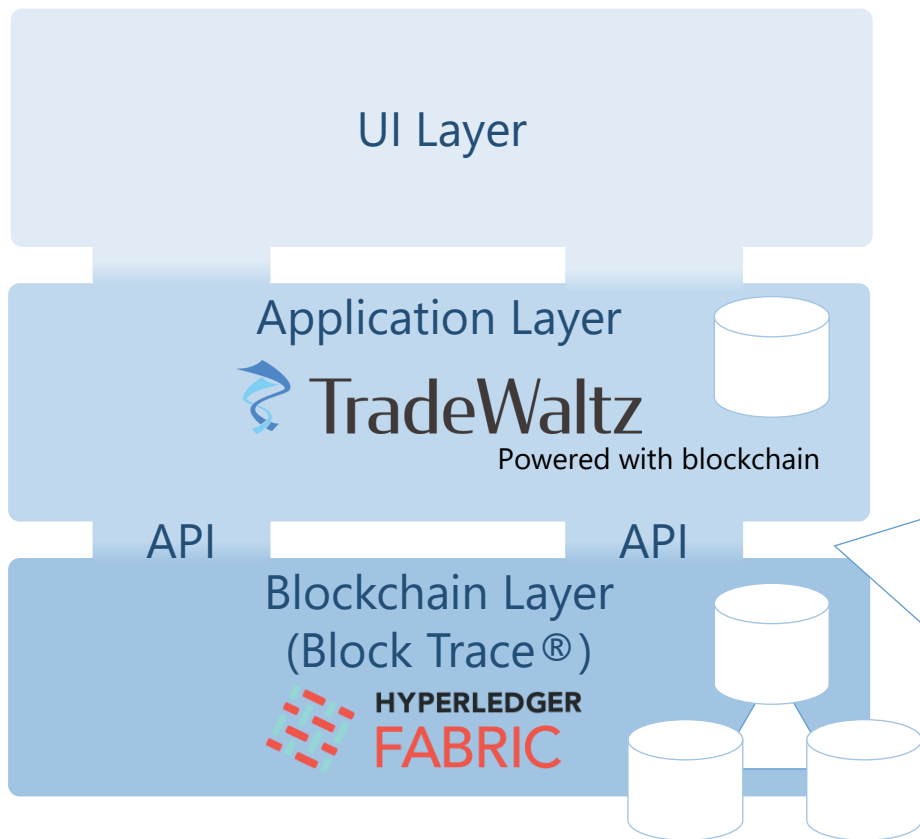 UI Layer
Application Layer
TradeWaltz
Powered with blockchain
API API
Blockchain Layer
(Block Trace®)
HYPERLEDGER
FABRIC